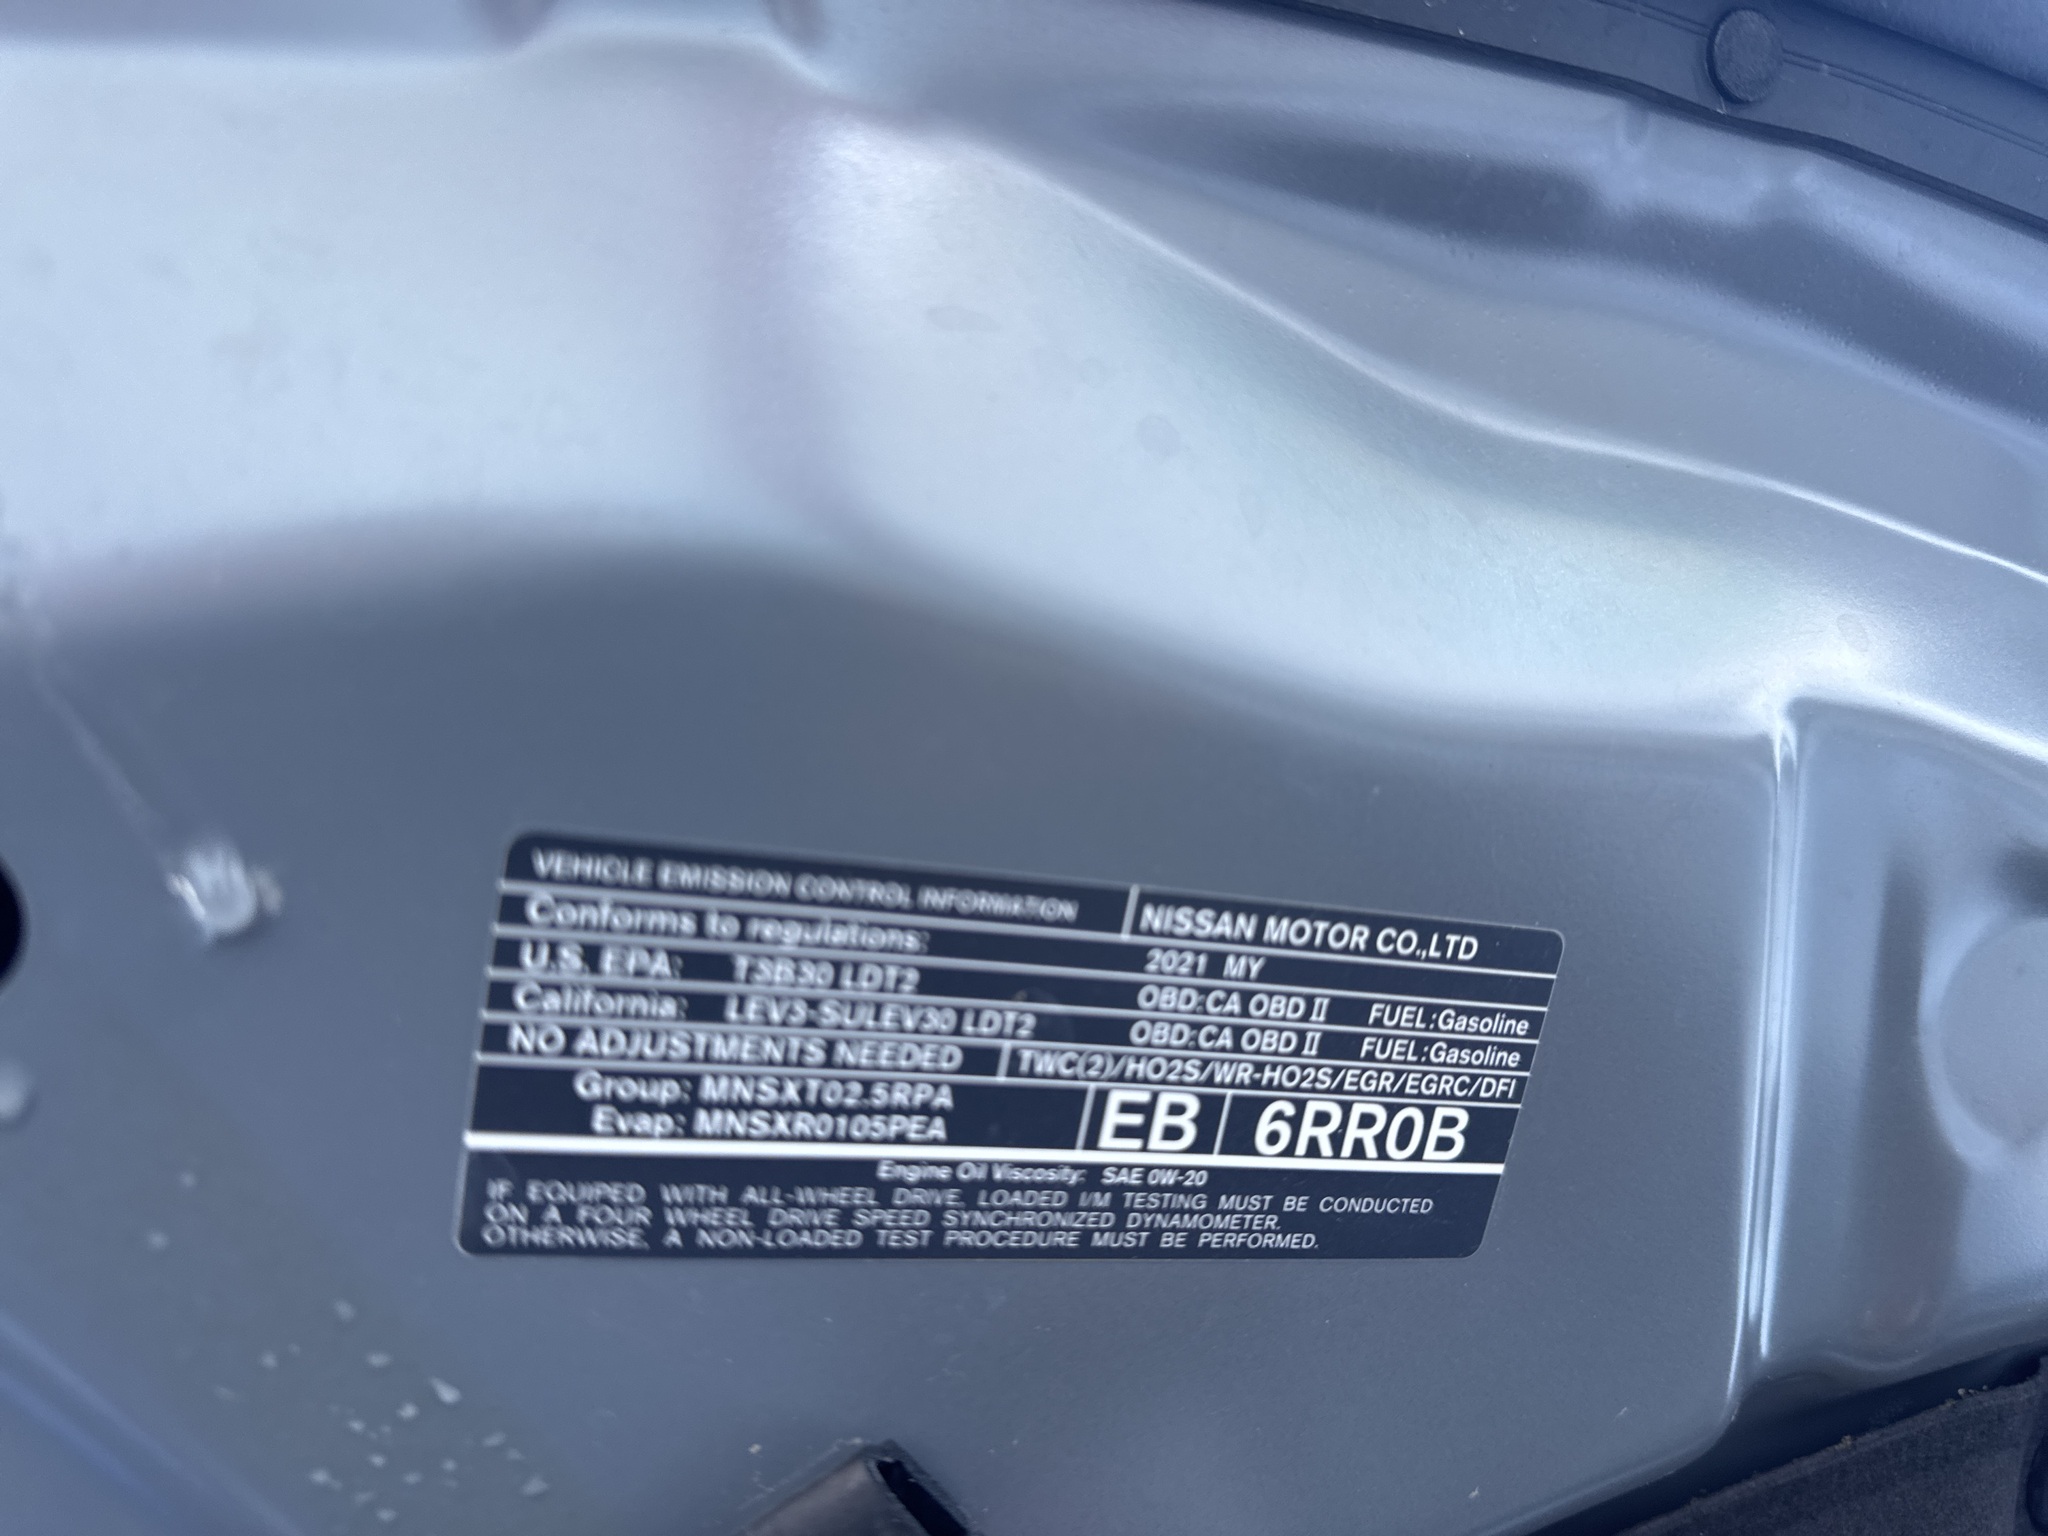 VEHICLE EMISSION CONTROL INFORMATION NISSAN MOTOR CO.,LTD
Conforms to regulations: 2021 MY
U.S. EPA: T3B30 LDT2 OBD:CA OBD II FUEL:Gasoline
California: LEV3-SULEV30 LDT2 OBD:CA OBD II FUEL:Gasoline
NO ADJUSTMENTS NEEDED TWC(2)/HO2S/WR-HO2S/EGR/EGRC/DFI
Group: MNSXT02.5RPA
Evap: MNSXR0105PEA
EB 6RR0B
Engine Oil Viscosity: SAE 0W-20
IF EQUIPED WITH ALL-WHEEL DRIVE, LOADED I/M TESTING MUST BE CONDUCTED
ON A FOUR WHEEL DRIVE SPEED SYNCHRONIZED DYNAMOMETER.
OTHERWISE, A NON-LOADED TEST PROCEDURE MUST BE PERFORMED.